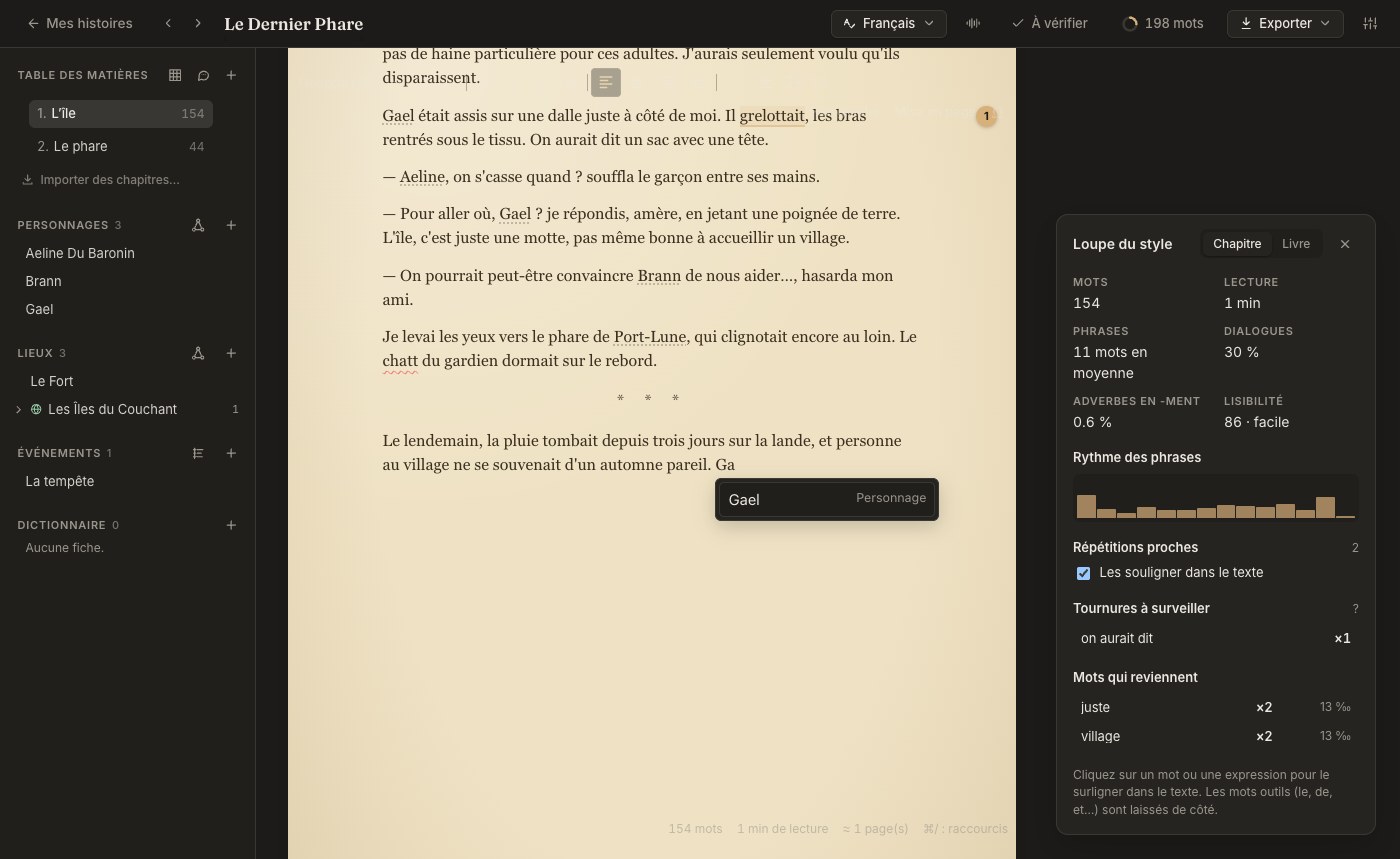 Mes histoires
Le Dernier Phare
Français
À vérifier
198 mots
Exporter
TABLE DES MATIÈRES
1. L'île 154
2. Le phare 44
Importer des chapitres...
PERSONNAGES 3
Aeline Du Baronin
Brann
Gael
LIEUX 3
Le Fort
Les Îles du Couchant 1
ÉVÉNEMENTS 1
La tempête
DICTIONNAIRE 0
Aucune fiche.
pas de haine particulière pour ces adultes. J'aurais seulement voulu qu'ils
disparaissent.
Gael était assis sur une dalle juste à côté de moi. Il grelottait, les bras
1
rentrés sous le tissu. On aurait dit un sac avec une tête.
— Aeline, on s'casse quand ? souffla le garçon entre ses mains.
— Pour aller où, Gael ? je répondis, amère, en jetant une poignée de terre.
L'île, c'est juste une motte, pas même bonne à accueillir un village.
— On pourrait peut-être convaincre Brann de nous aider..., hasarda mon
ami.
Je levai les yeux vers le phare de Port-Lune, qui clignotait encore au loin. Le
chatt du gardien dormait sur le rebord.
* * *
Le lendemain, la pluie tombait depuis trois jours sur la lande, et personne
au village ne se souvenait d'un automne pareil. Ga
Gael Personnage
154 mots 1 min de lecture ≈ 1 page(s) ⌘/ : raccourcis
Loupe du style Chapitre Livre
MOTS LECTURE
154 1 min
PHRASES DIALOGUES
11 mots en 30 %
moyenne
ADVERBES EN -MENT LISIBILITÉ
0.6 % 86 · facile
Rythme des phrases
Répétitions proches 2
Les souligner dans le texte
Tournures à surveiller ?
on aurait dit ×1
Mots qui reviennent
juste ×2 13 ‰
village ×2 13 ‰
Cliquez sur un mot ou une expression pour le
surligner dans le texte. Les mots outils (le, de,
et...) sont laissés de côté.